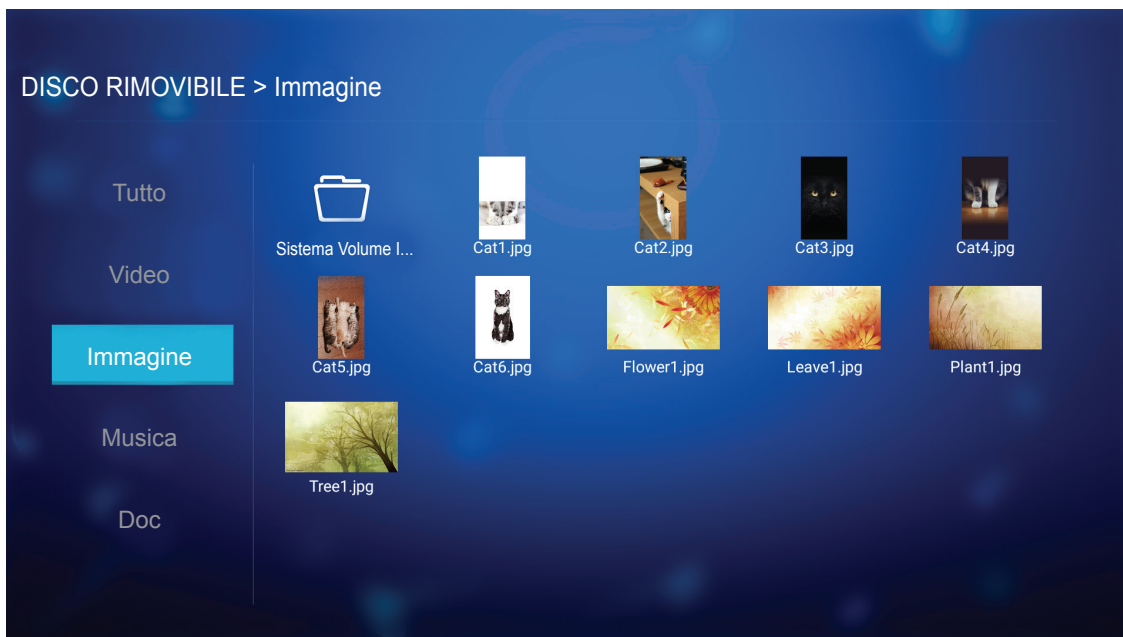 DISCO RIMOVIBILE > Immagine
Tutto
Video
Immagine
Musica
Doc
Sistema Volume I...
Cat1.jpg
Cat2.jpg
Cat3.jpg
Cat4.jpg
Cat5.jpg
Cat6.jpg
Flower1.jpg
Leave1.jpg
Plant1.jpg
Tree1.jpg